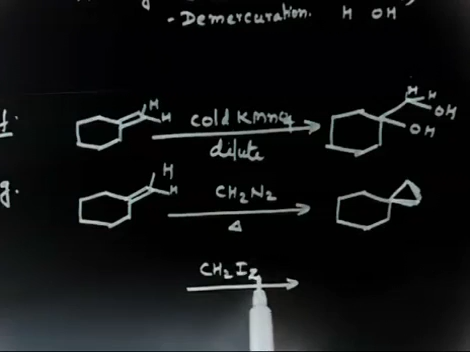 - Demercuration. H OH
f. H H cold KMnO4 dilute H H OH OH
g. H H CH2N2 Δ
CH2I2